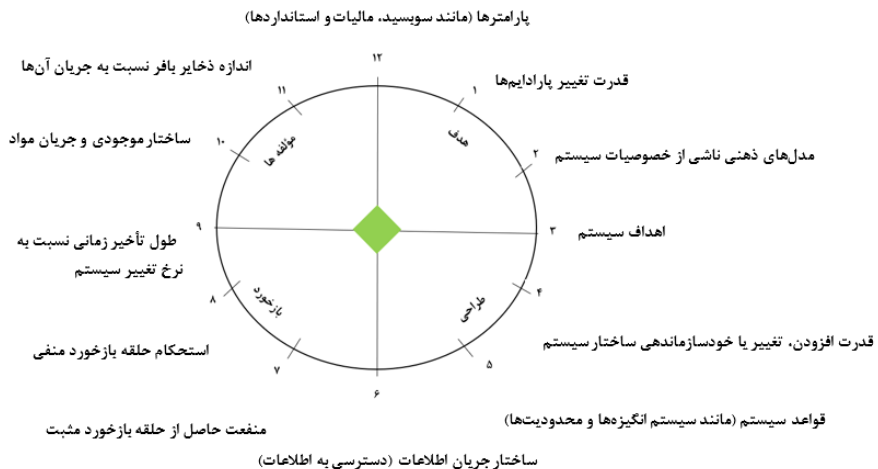 پارامترها (مانند سوبسید، مالیات و استانداردها)
۱۲
قدرت تغییر پارادایم‌ها
۱
هدف
مدل‌های ذهنی ناشی از خصوصیات سیستم
۲
اهداف سیستم
۳
۴
طراحی
قدرت افزودن، تغییر یا خودسازماندهی ساختار سیستم
۵
قواعد سیستم (مانند سیستم انگیزه‌ها و محدودیت‌ها)
۶
ساختار جریان اطلاعات (دسترسی به اطلاعات)
منفعت حاصل از حلقه بازخورد مثبت
۷
استحکام حلقه بازخورد منفی
۸
بازخورد
طول تأخیر زمانی نسبت به
نرخ تغییر سیستم
۹
ساختار موجودی و جریان مواد
۱۰
مؤلفه ها
اندازه ذخایر بافر نسبت به جریان آن‌ها
۱۱